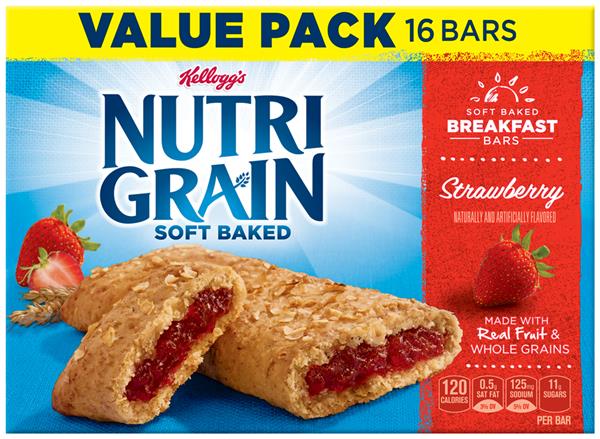 VALUE PACK 16 BARS
Kellogg's
NUTRI
GRAIN
SOFT BAKED
SOFT BAKED
BREAKFAST
BARS
Strawberry
NATURALLY AND ARTIFICIALLY FLAVORED
MADE WITH
Real Fruit &
WHOLE GRAINS
120 CALORIES
0.5g SAT FAT 3% DV
125mg SODIUM 5% DV
11g SUGARS
PER BAR